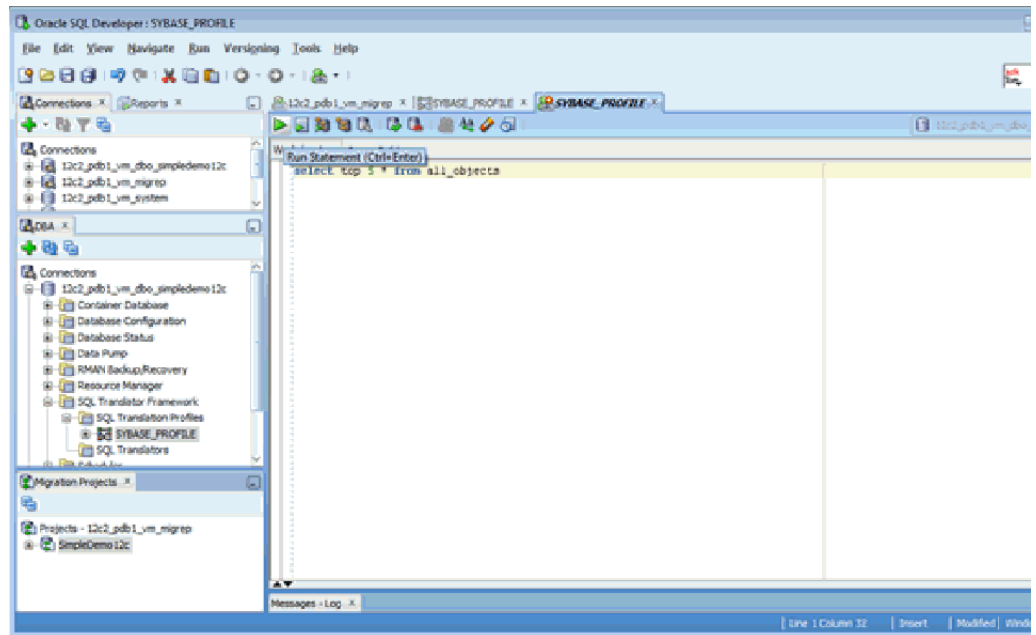 Oracle SQL Developer : SYBASE_PROFILE
File Edit View Navigate Run Versioning Tools Help
Connections Reports
12c2_pdb1_vm_migrep SYBASE_PROFILE SYBASE_PROFILE
Run Statement (Ctrl+Enter)
select top 5 * from all_objects
Connections
12c2_pdb1_vm_dbo_simpledemo12c
12c2_pdb1_vm_migrep
12c2_pdb1_vm_system
DBA
Connections
12c2_pdb1_vm_dbo_simpledemo12c
Container Database
Database Configuration
Database Status
Data Pump
RMAN Backup/Recovery
Resource Manager
SQL Translator Framework
SQL Translation Profiles
SYBASE_PROFILE
SQL Translators
Scheduler
Migration Projects
Projects - 12c2_pdb1_vm_migrep
SimpleDemo12c
Messages - Log
Line 1 Column 32 Insert Modified Windo